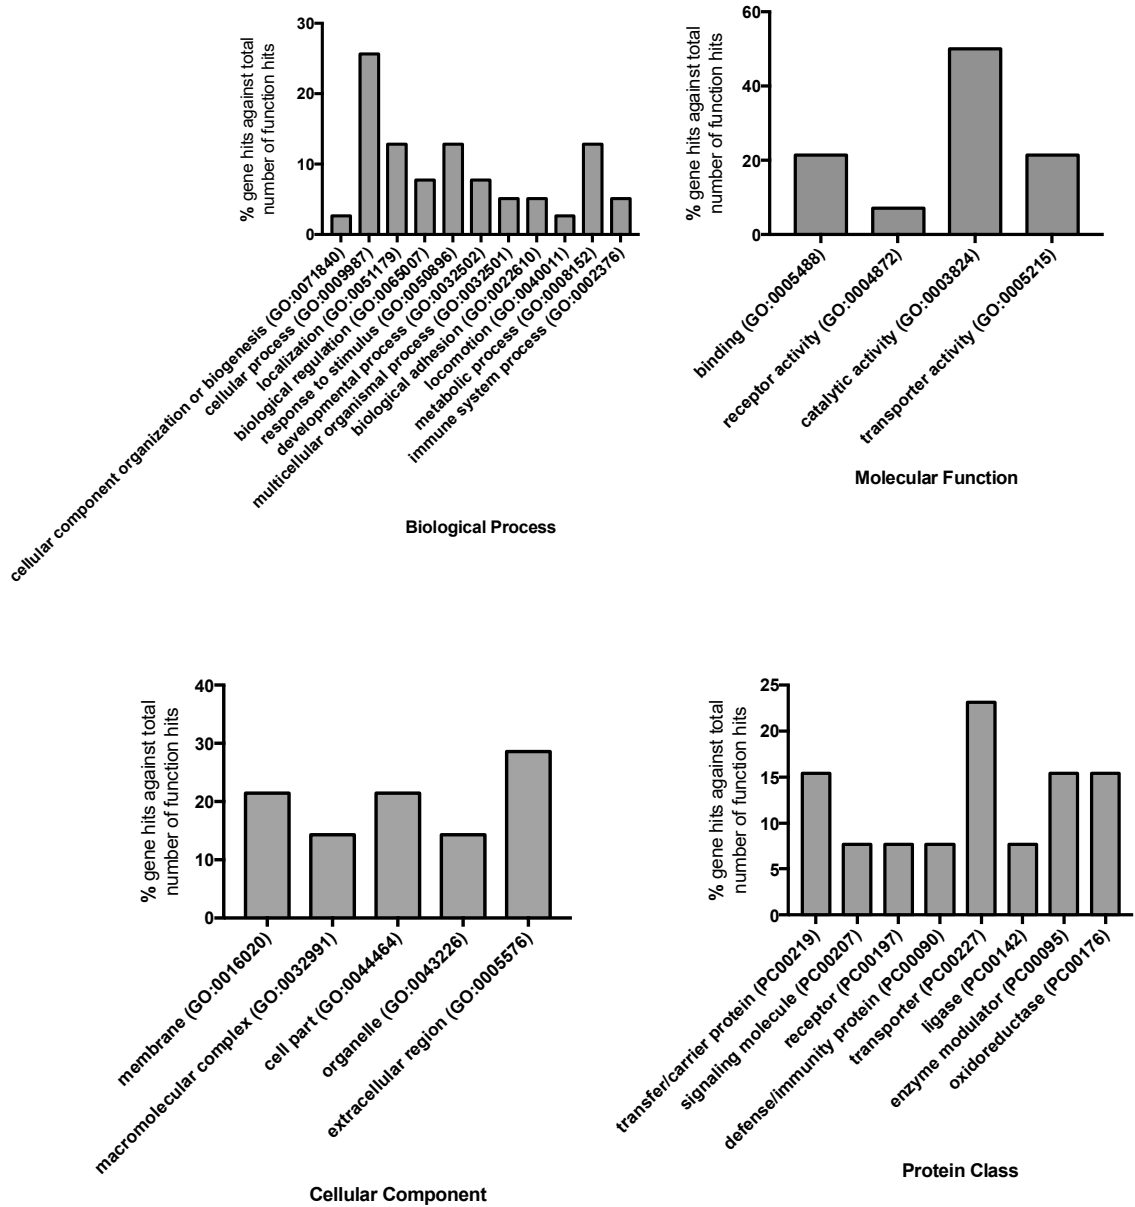 % gene hits against total
number of function hits
30
20
10
0
cellular component organization or biogenesis (GO:0071840)
cellular process (GO:0009987)
localization (GO:0051179)
biological regulation (GO:0065007)
response to stimulus (GO:0050896)
developmental process (GO:0032502)
multicellular organismal process (GO:0032501)
biological adhesion (GO:0022610)
locomotion (GO:0040011)
metabolic process (GO:0008152)
immune system process (GO:0002376)
Biological Process
% gene hits against total
number of function hits
60
40
20
0
binding (GO:0005488)
receptor activity (GO:0004872)
catalytic activity (GO:0003824)
transporter activity (GO:0005215)
Molecular Function
% gene hits against total
number of function hits
40
30
20
10
0
membrane (GO:0016020)
macromolecular complex (GO:0032991)
cell part (GO:0044464)
organelle (GO:0043226)
extracellular region (GO:0005576)
Cellular Component
% gene hits against total
number of function hits
25
20
15
10
5
0
transfer/carrier protein (PC00219)
signaling molecule (PC00207)
receptor (PC00197)
defense/immunity protein (PC00090)
transporter (PC00227)
ligase (PC00142)
enzyme modulator (PC00095)
oxidoreductase (PC00176)
Protein Class